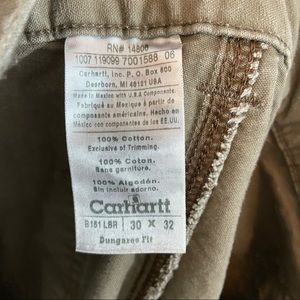 RN# 14806
1007 119099 7001588 06
Carhartt, Inc. P.O. Box 600
Dearborn, MI 48121 USA
Made in Mexico with U.S.A Components.
Fabriqué au Mexique à partir de
composants américains.
Hecho en México con componentes de los EE.UU.
100% Cotton.
Exclusive of Trimming.
100% Coton.
Sans garniture.
100% Algodón.
Sin incluir adorno.
Carhartt
B151 LBR 30 X 32
Dungaree Fit